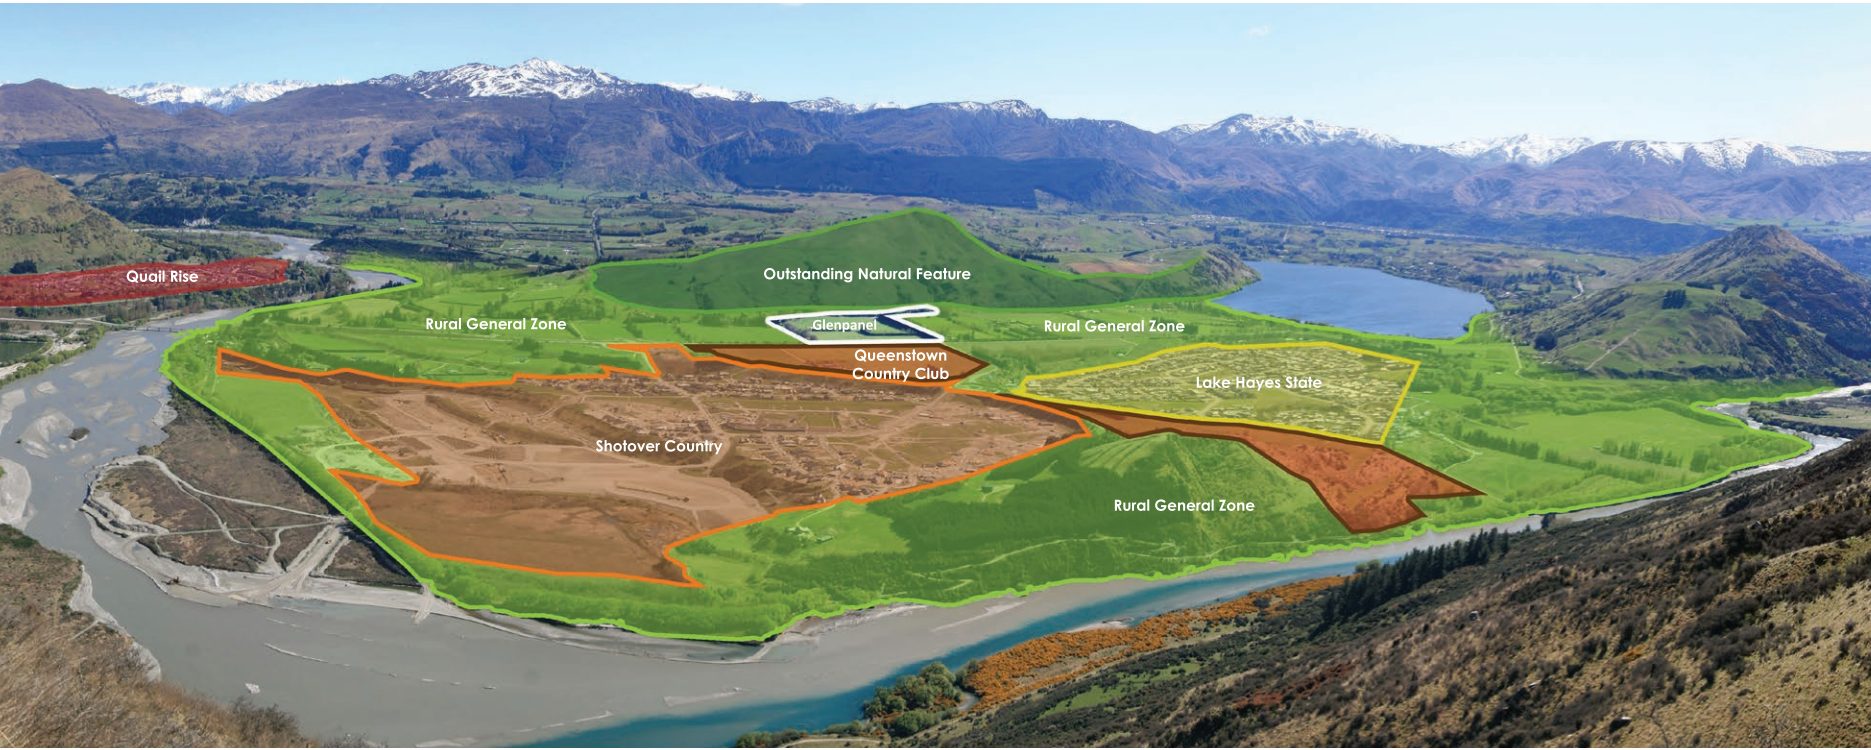 Quail Rise
Outstanding Natural Feature
Rural General Zone
Glenpanel
Rural General Zone
Queenstown
Country Club
Lake Hayes State
Shotover Country
Rural General Zone